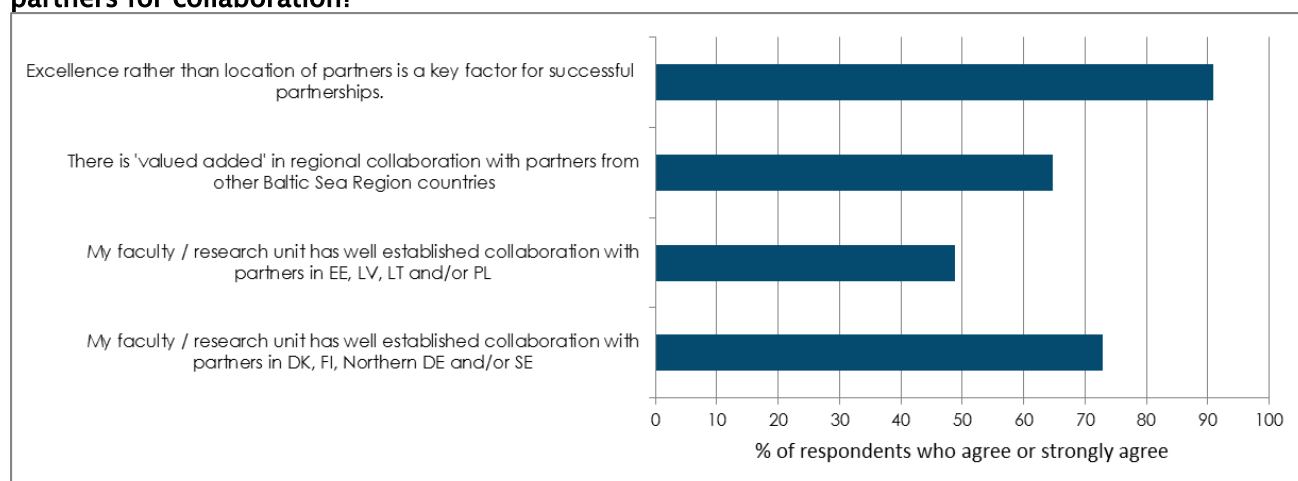 partners for collaboration?
Excellence rather than location of partners is a key factor for successful
partnerships.
There is 'valued added' in regional collaboration with partners from
other Baltic Sea Region countries
My faculty / research unit has well established collaboration with
partners in EE, LV, LT and/or PL
My faculty / research unit has well established collaboration with
partners in DK, FI, Northern DE and/or SE
0 10 20 30 40 50 60 70 80 90 100
% of respondents who agree or strongly agree